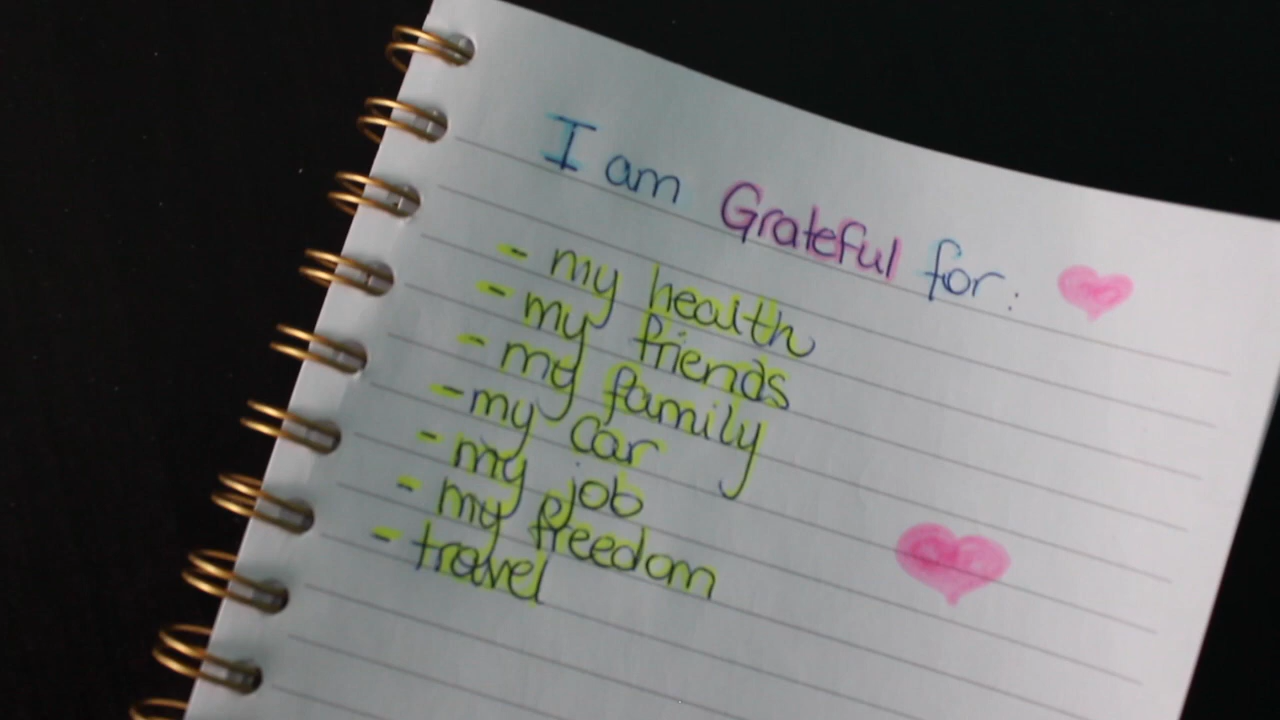 I am Grateful for:
- my health
- my friends
- my family
- my car
- my job
- my freedom
- travel